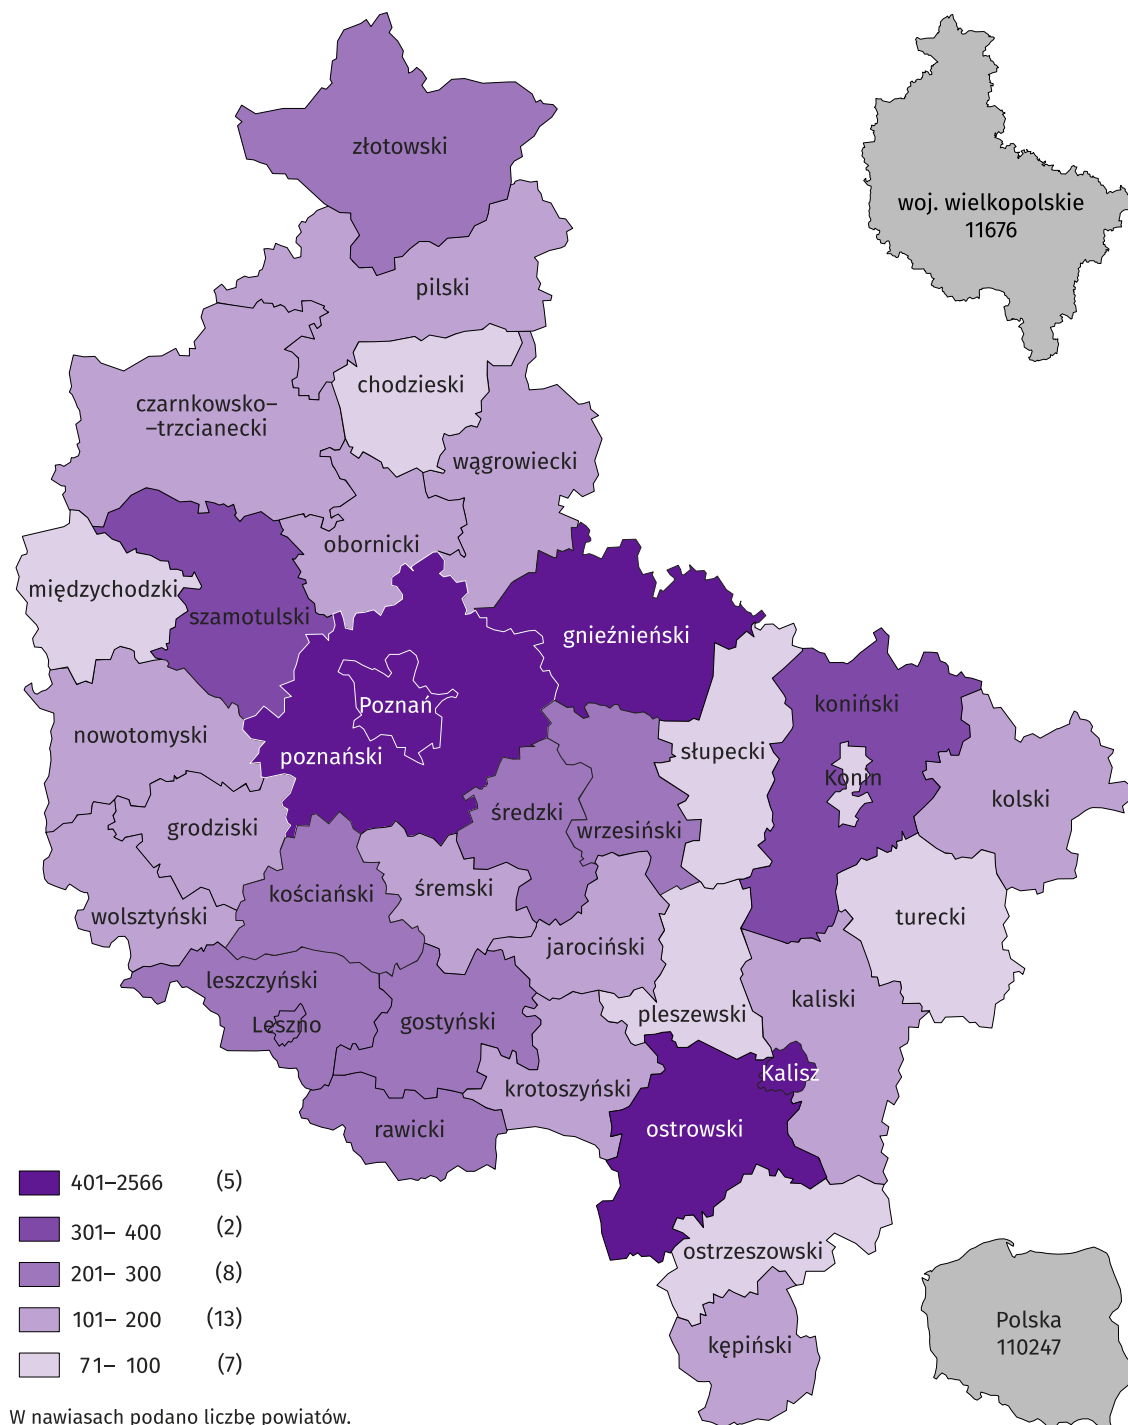 złotowski
woj. wielkopolskie
11676
pilski
chodzieski
czarnkowsko–
–trzcianecki
wągrowiecki
obornicki
międzychodzki
szamotulski
gnieźnieński
Poznań
koniński
nowotomyski
poznański
słupecki
Konin
kolski
średzki
grodziski
wrzesiński
kościański
śremski
wolsztyński
turecki
jarociński
leszczyński
kaliski
Leszno
gostyński
pleszewski
Kalisz
krotoszyński
rawicki
ostrowski
401–2566 (5)
301– 400 (2)
ostrzeszowski
201– 300 (8)
101– 200 (13)
Polska
110247
kępiński
71– 100 (7)
W nawiasach podano liczbę powiatów.